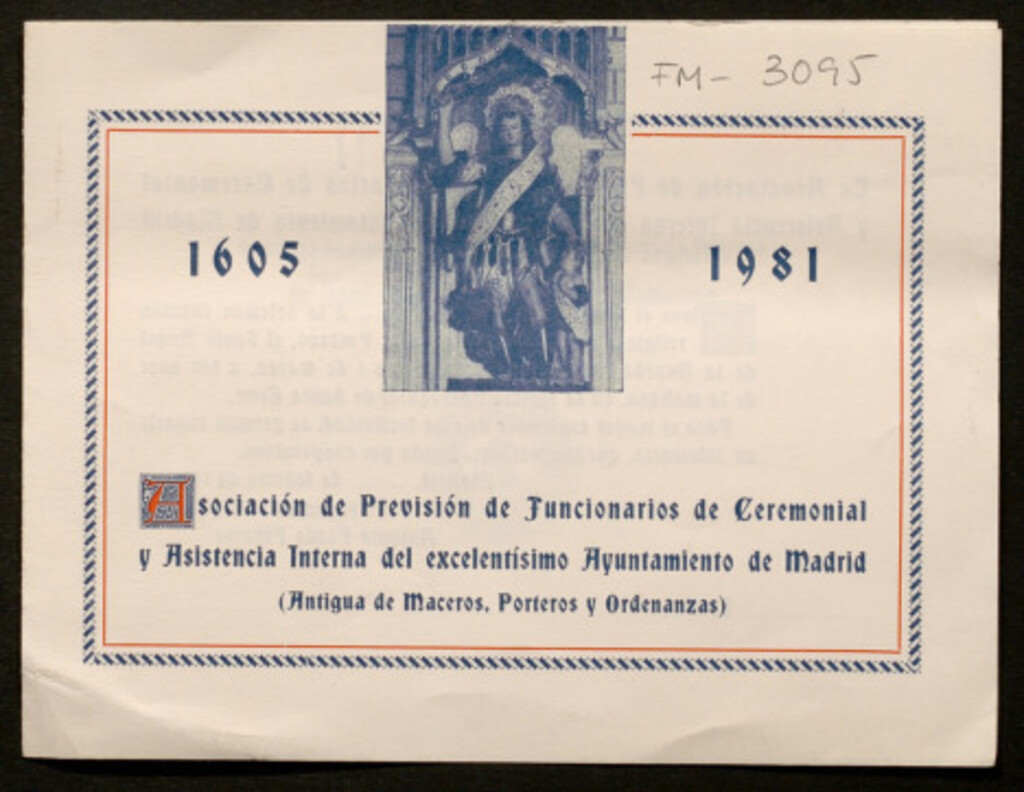 FM- 3095
1605
1981
Asociación de Previsión de Funcionarios de Ceremonial
y Asistencia Interna del excelentísimo Ayuntamiento de Madrid
(Antigua de Maceros, Porteros y Ordenanzas)